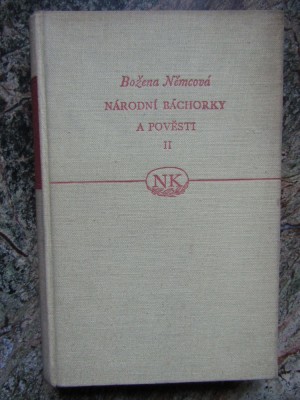 Božena Němcová
NÁRODNÍ BÁCHORKY
A POVĚSTI
II
NK